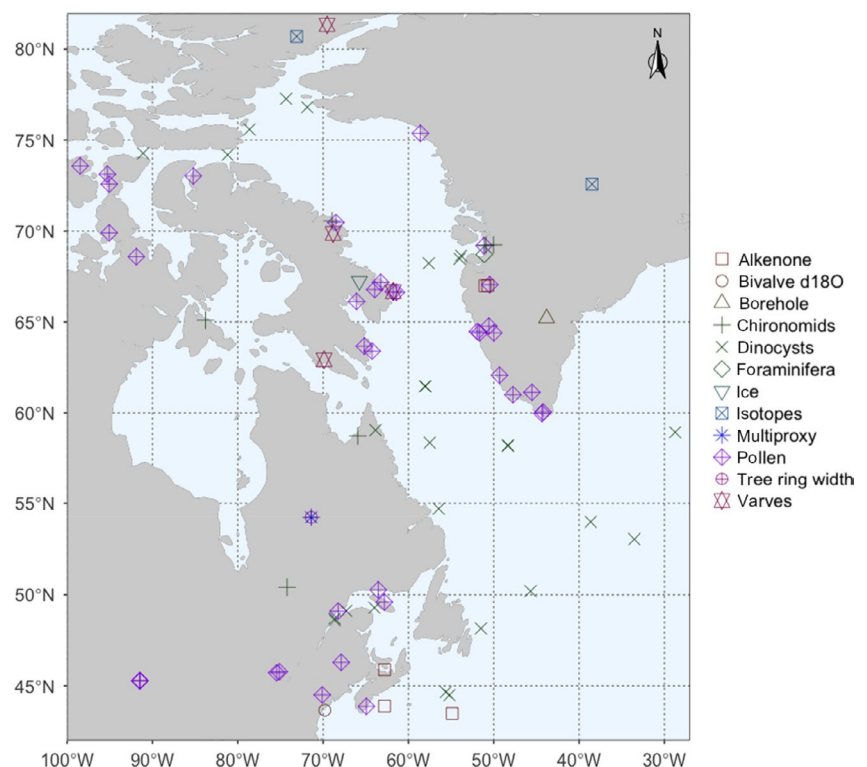 N
80°N
75°N
70°N
65°N
60°N
55°N
50°N
45°N
100°W 90°W 80°W 70°W 60°W 50°W 40°W 30°W
Alkenone
Bivalve d18O
Borehole
Chironomids
Dinocysts
Foraminifera
Ice
Isotopes
Multiproxy
Pollen
Tree ring width
Varves